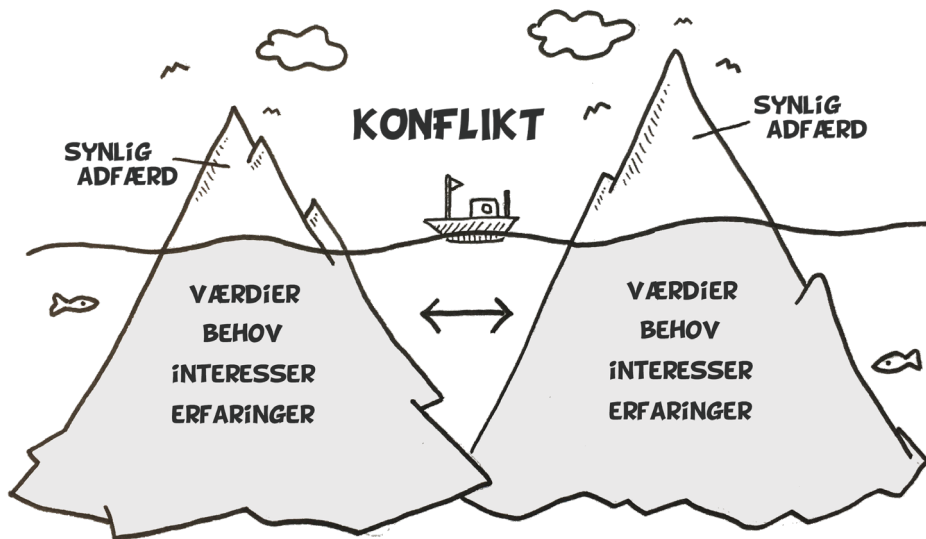 KONFLIKT
SYNLIG
ADFÆRD
SYNLIG
ADFÆRD
VÆRDIER
BEHOV
INTERESSER
ERFARINGER
VÆRDIER
BEHOV
INTERESSER
ERFARINGER